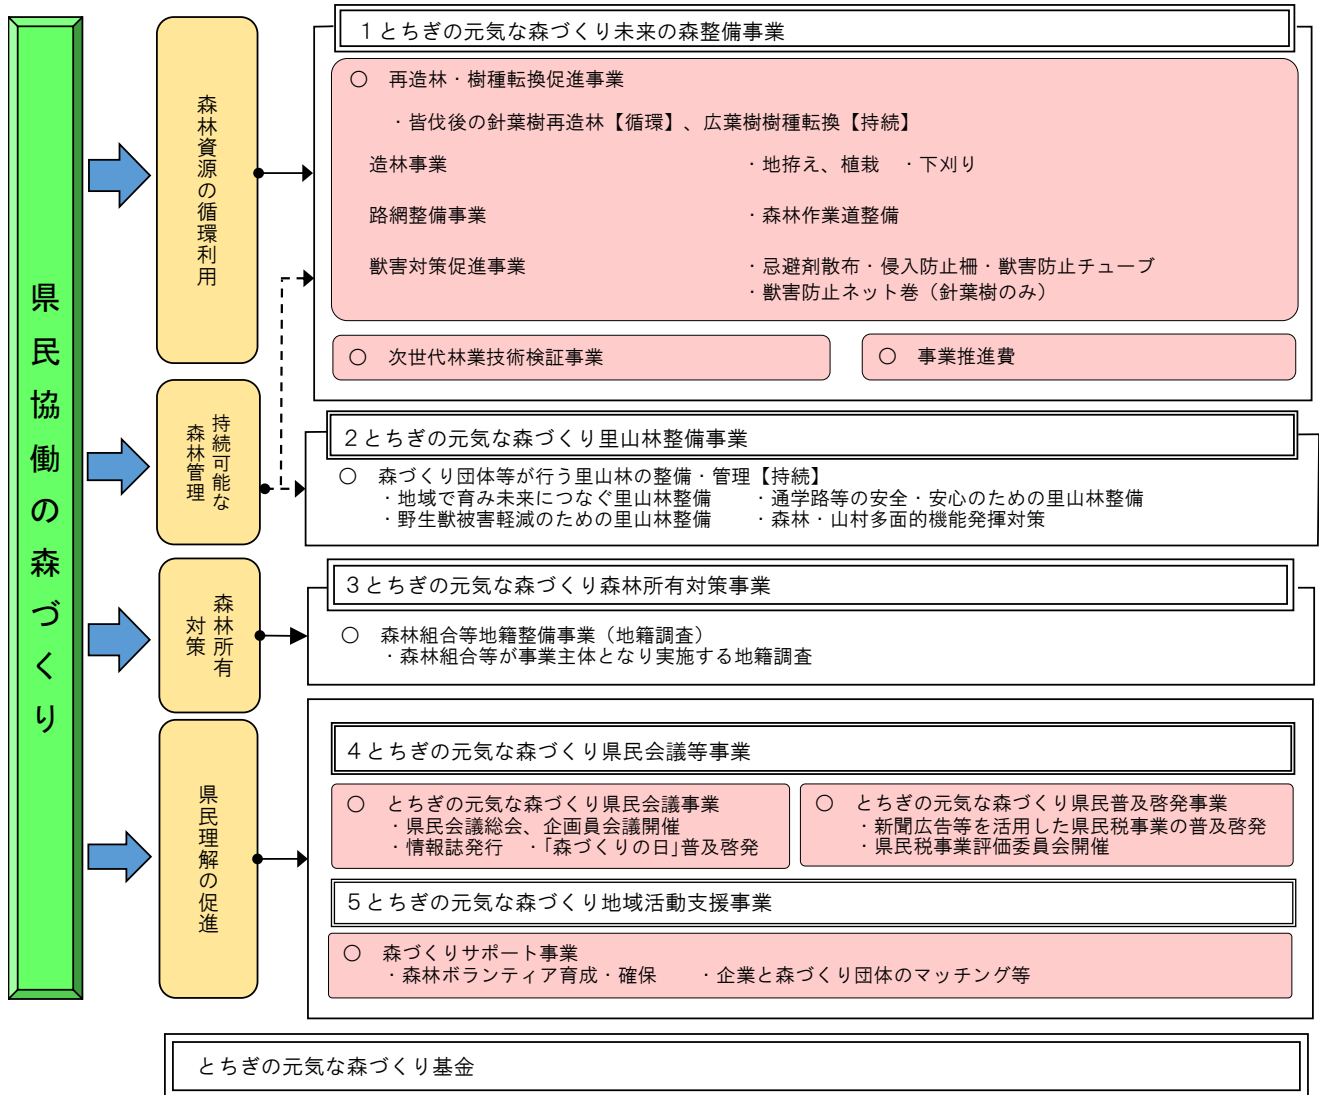 県民協働の森づくり
森林資源の循環利用
１とちぎの元気な森づくり未来の森整備事業
○　再造林・樹種転換促進事業
・皆伐後の針葉樹再造林【循環】、広葉樹樹種転換【持続】
造林事業　・地拵え、植栽　・下刈り
路網整備事業　・森林作業道整備
獣害対策促進事業　・忌避剤散布・侵入防止柵・獣害防止チューブ
・獣害防止ネット巻（針葉樹のみ）
○　次世代林業技術検証事業
○　事業推進費
持続可能な
森林管理
２とちぎの元気な森づくり里山林整備事業
○　森づくり団体等が行う里山林の整備・管理【持続】
・地域で育み未来につなぐ里山林整備　・通学路等の安全・安心のための里山林整備
・野生獣被害軽減のための里山林整備　・森林・山村多面的機能発揮対策
森林所有
対策
３とちぎの元気な森づくり森林所有対策事業
○　森林組合等地籍整備事業（地籍調査）
・森林組合等が事業主体となり実施する地籍調査
県民理解の促進
４とちぎの元気な森づくり県民会議等事業
○　とちぎの元気な森づくり県民会議事業
・県民会議総会、企画員会議開催
・情報誌発行　・「森づくりの日」普及啓発
○　とちぎの元気な森づくり県民普及啓発事業
・新聞広告等を活用した県民税事業の普及啓発
・県民税事業評価委員会開催
５とちぎの元気な森づくり地域活動支援事業
○　森づくりサポート事業
・森林ボランティア育成・確保　・企業と森づくり団体のマッチング等
とちぎの元気な森づくり基金